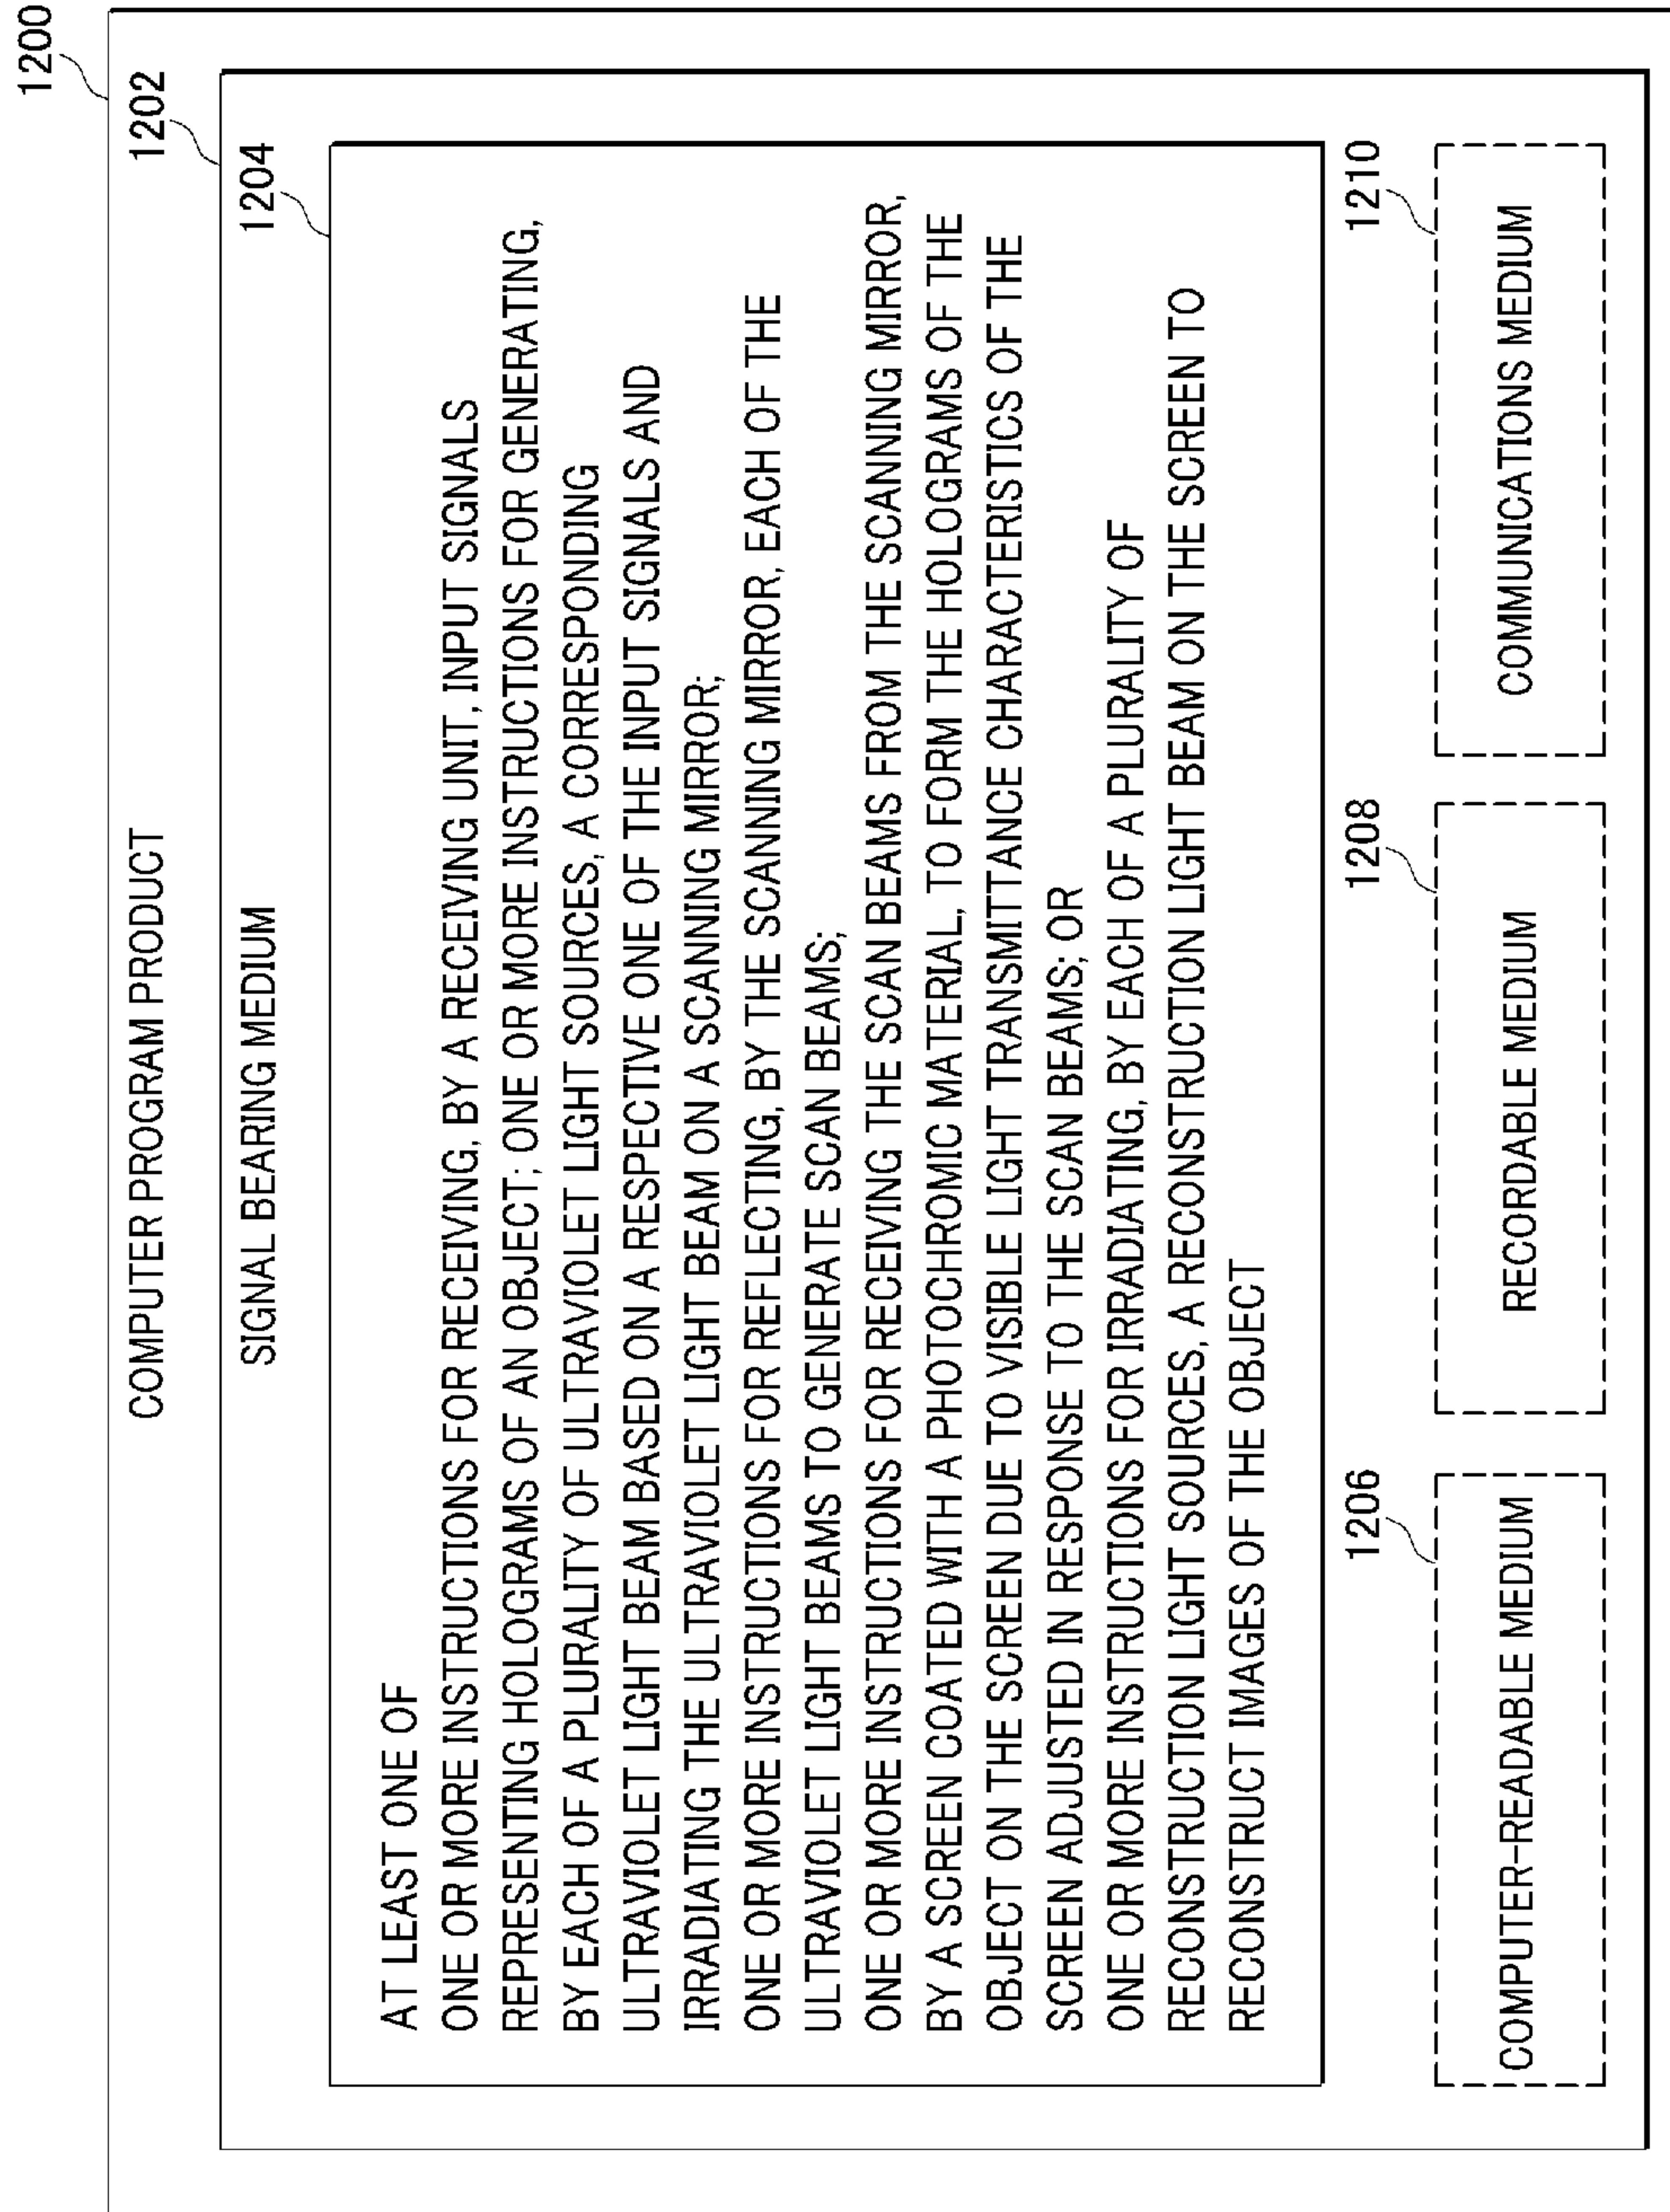 1200
COMPUTER PROGRAM PRODUCT
1202
SIGNAL BEARING MEDIUM
1204
AT LEAST ONE OF
ONE OR MORE INSTRUCTIONS FOR RECEIVING, BY A RECEIVING UNIT, INPUT SIGNALS
REPRESENTING HOLOGRAMS OF AN OBJECT; ONE OR MORE INSTRUCTIONS FOR GENERATING,
BY EACH OF A PLURALITY OF ULTRAVIOLET LIGHT SOURCES, A CORRESPONDING
ULTRAVIOLET LIGHT BEAM BASED ON A RESPECTIVE ONE OF THE INPUT SIGNALS AND
IRRADIATING THE ULTRAVIOLET LIGHT BEAM ON A SCANNING MIRROR;
ONE OR MORE INSTRUCTIONS FOR REFLECTING, BY THE SCANNING MIRROR, EACH OF THE
ULTRAVIOLET LIGHT BEAMS TO GENERATE SCAN BEAMS;
ONE OR MORE INSTRUCTIONS FOR RECEIVING THE SCAN BEAMS FROM THE SCANNING MIRROR,
BY A SCREEN COATED WITH A PHOTOCHROMIC MATERIAL, TO FORM THE HOLOGRAMS OF THE
OBJECT ON THE SCREEN DUE TO VISIBLE LIGHT TRANSMITTANCE CHARACTERISTICS OF THE
SCREEN ADJUSTED IN RESPONSE TO THE SCAN BEAMS; OR
ONE OR MORE INSTRUCTIONS FOR IRRADIATING, BY EACH OF A PLURALITY OF
RECONSTRUCTION LIGHT SOURCES, A RECONSTRUCTION LIGHT BEAM ON THE SCREEN TO
RECONSTRUCT IMAGES OF THE OBJECT
1206
COMPUTER-READABLE MEDIUM
1208
RECORDABLE MEDIUM
1210
COMMUNICATIONS MEDIUM